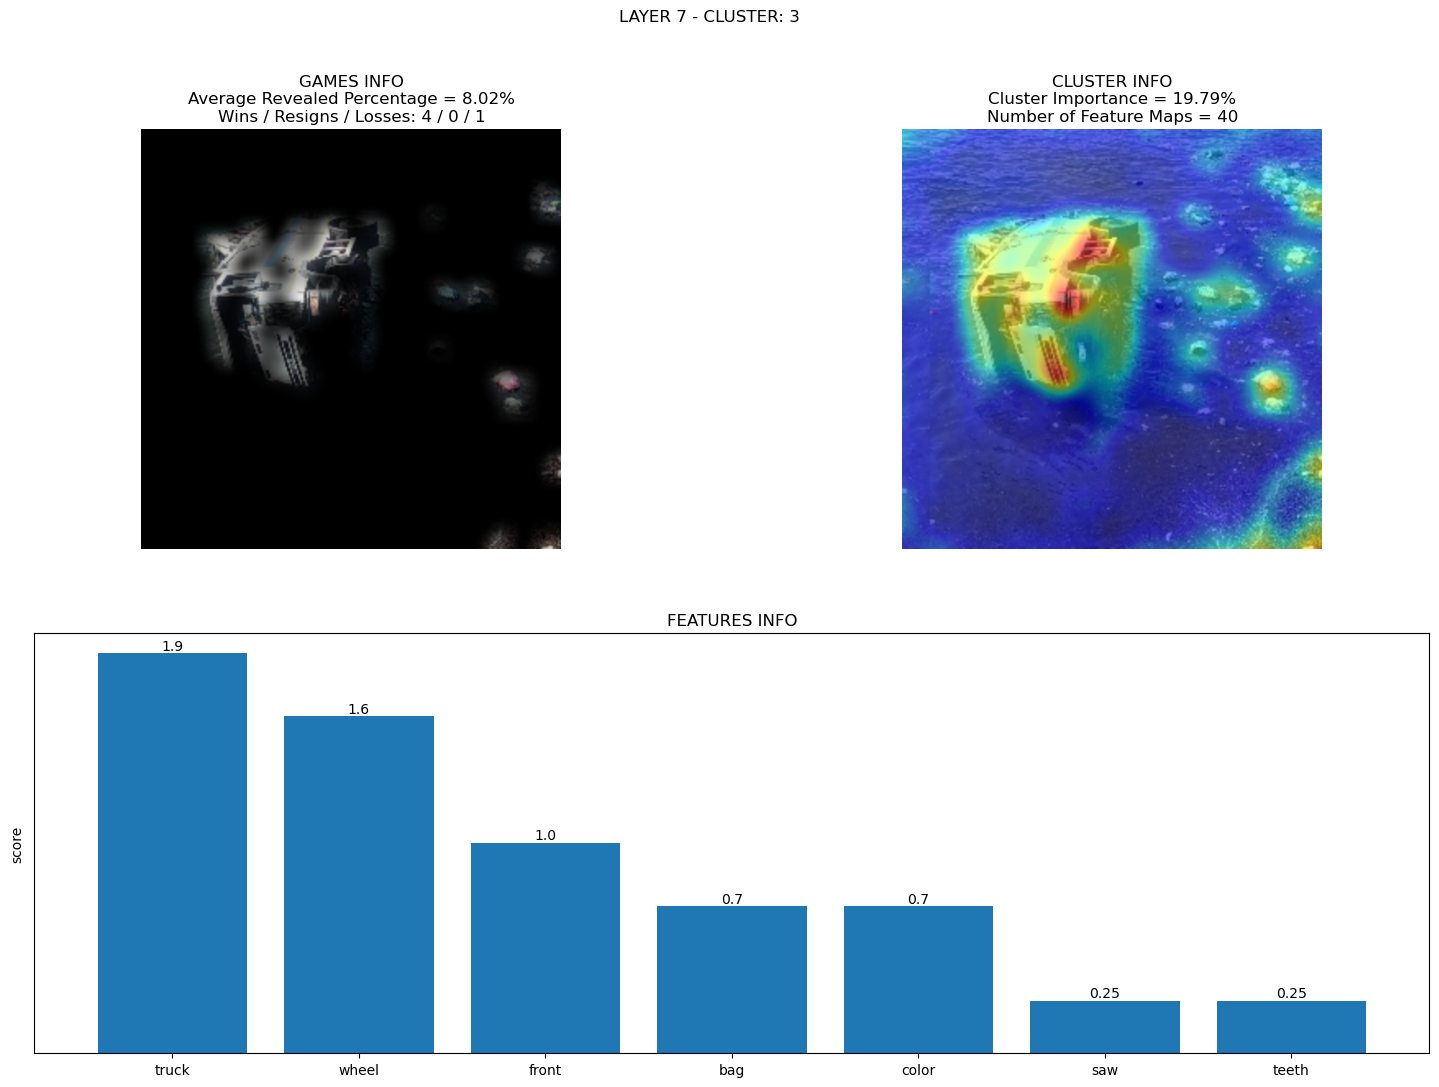 LAYER 7 - CLUSTER: 3
GAMES INFO
Average Revealed Percentage = 8.02%
Wins / Resigns / Losses: 4 / 0 / 1
CLUSTER INFO
Cluster Importance = 19.79%
Number of Feature Maps = 40
FEATURES INFO
score
1.9
1.6
1.0
0.7
0.7
0.25
0.25
truck
wheel
front
bag
color
saw
teeth